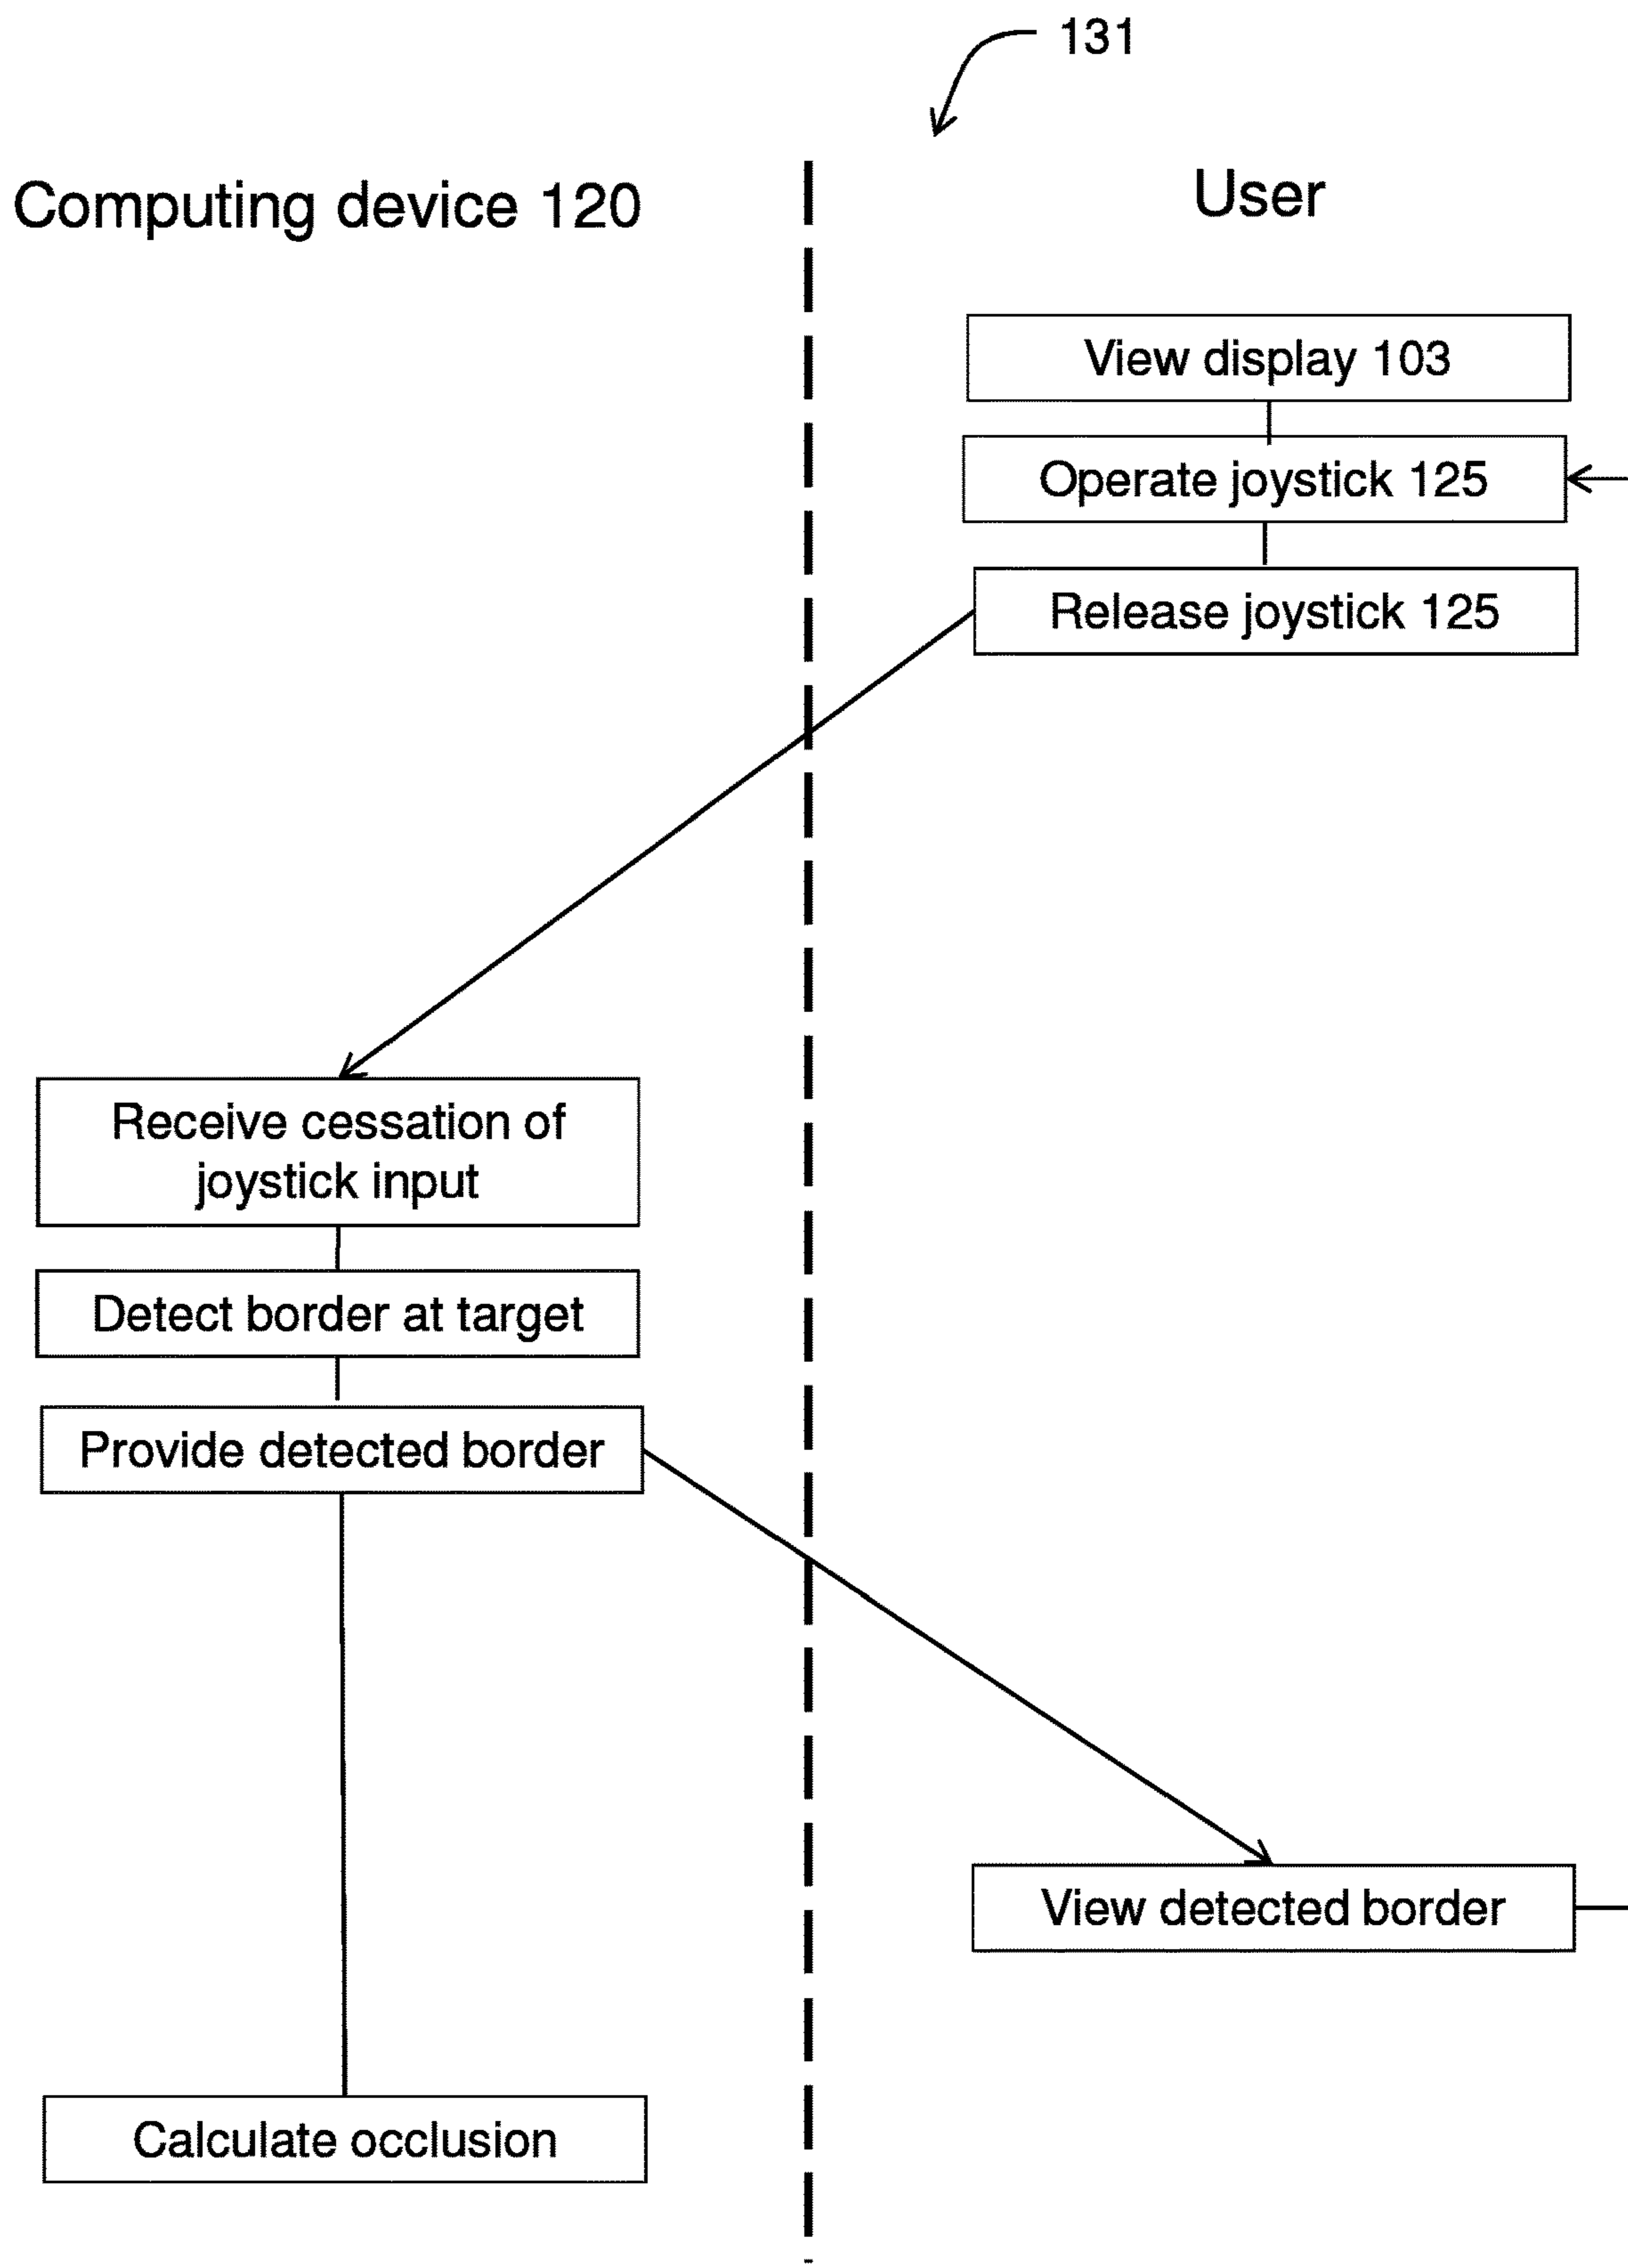 131
Computing device 120
User
View display 103
Operate joystick 125
Release joystick 125
Receive cessation of
joystick input
Detect border at target
Provide detected border
View detected border
Calculate occlusion